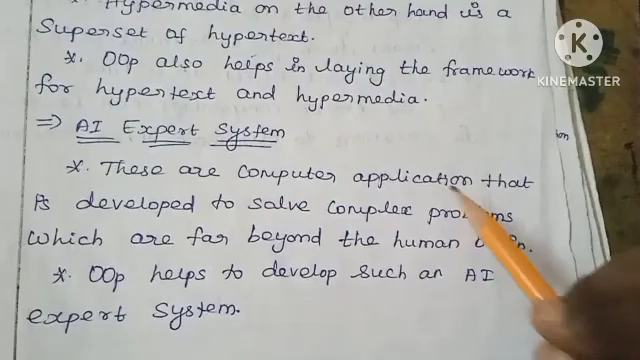 *. Hypermedia on the other hand is a
Superset of hypertext.
*. OOp also helps in laying the framework
for hypertext and hypermedia.
⇒ AI Expert System
*. These are computer application that
is developed to solve complex problems
which are far beyond the human
*. OOp helps to develop such an AI
expert System.
KINEMASTER